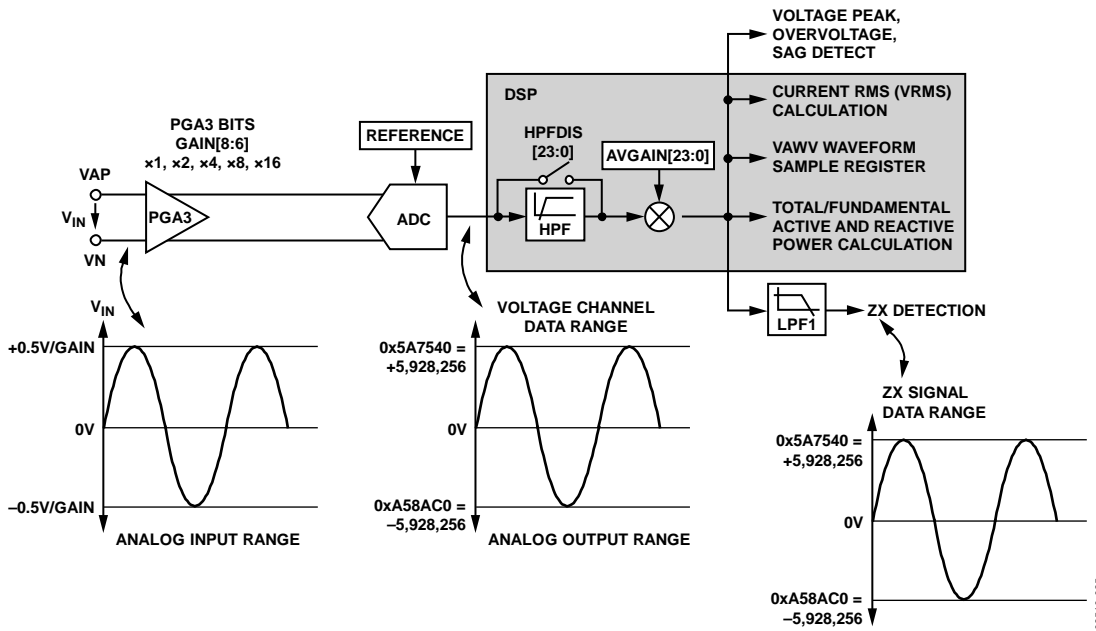 VOLTAGE PEAK,
OVERVOLTAGE,
SAG DETECT
DSP
CURRENT RMS (VRMS)
CALCULATION
PGA3 BITS
GAIN[8:6]
×1, ×2, ×4, ×8, ×16
REFERENCE
HPFDIS
[23:0]
AVGAIN[23:0]
VAWV WAVEFORM
SAMPLE REGISTER
VAP
VIN
VN
PGA3
ADC
HPF
TOTAL/FUNDAMENTAL
ACTIVE AND REACTIVE
POWER CALCULATION
LPF1
ZX DETECTION
VIN
+0.5V/GAIN
0V
–0.5V/GAIN
ANALOG INPUT RANGE
VOLTAGE CHANNEL
DATA RANGE
0x5A7540 =
+5,928,256
0V
0xA58AC0 =
–5,928,256
ANALOG OUTPUT RANGE
ZX SIGNAL
DATA RANGE
0x5A7540 =
+5,928,256
0V
0xA58AC0 =
–5,928,256